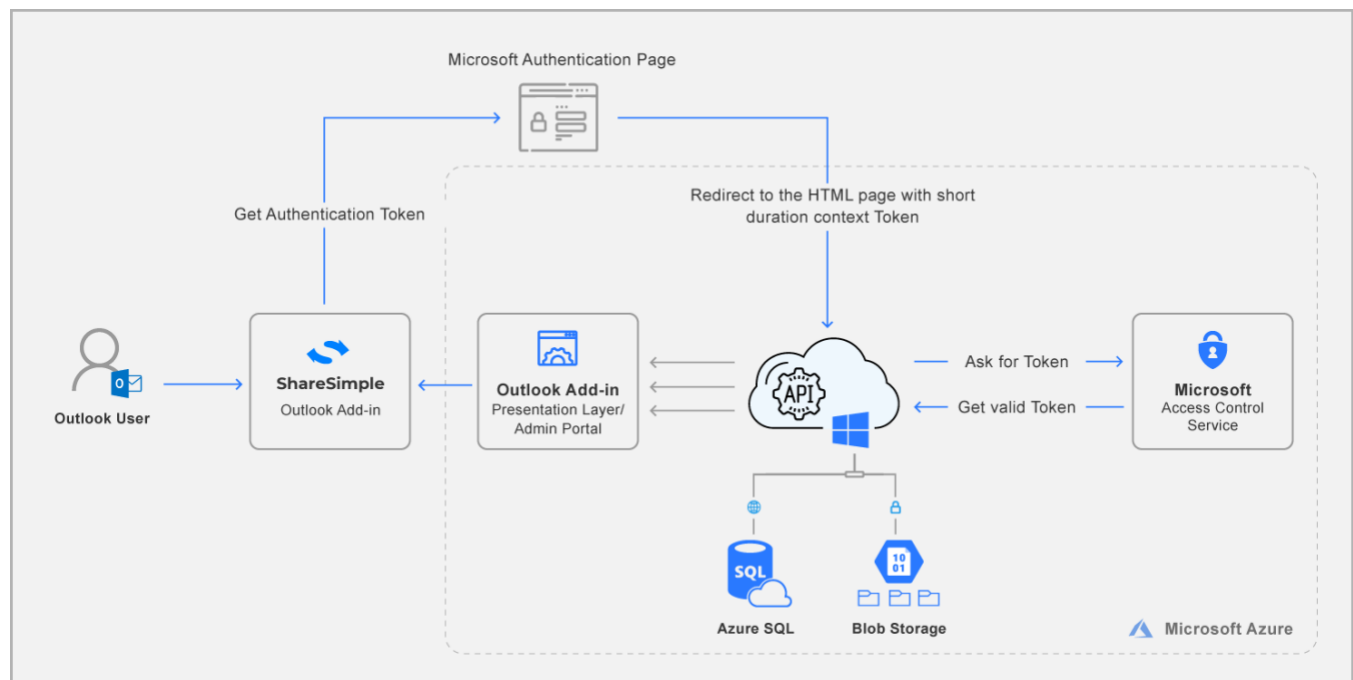 Microsoft Authentication Page
Redirect to the HTML page with short
duration context Token
Get Authentication Token
O
Outlook User
ShareSimple
Outlook Add-in
Outlook Add-in
Presentation Layer/
Admin Portal
API
Ask for Token
Get valid Token
Microsoft
Access Control
Service
SQL
Azure SQL
10
01
Blob Storage
Microsoft Azure